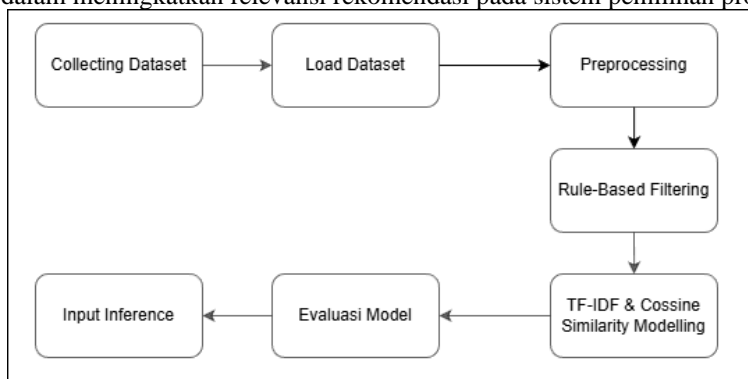 dalam meningkatkan relevansi rekomendasi pada sistem pemilihan
Collecting Dataset
Load Dataset
Preprocessing
Rule-Based Filtering
TF-IDF & Cossine
Similarity Modelling
Evaluasi Model
Input Inference